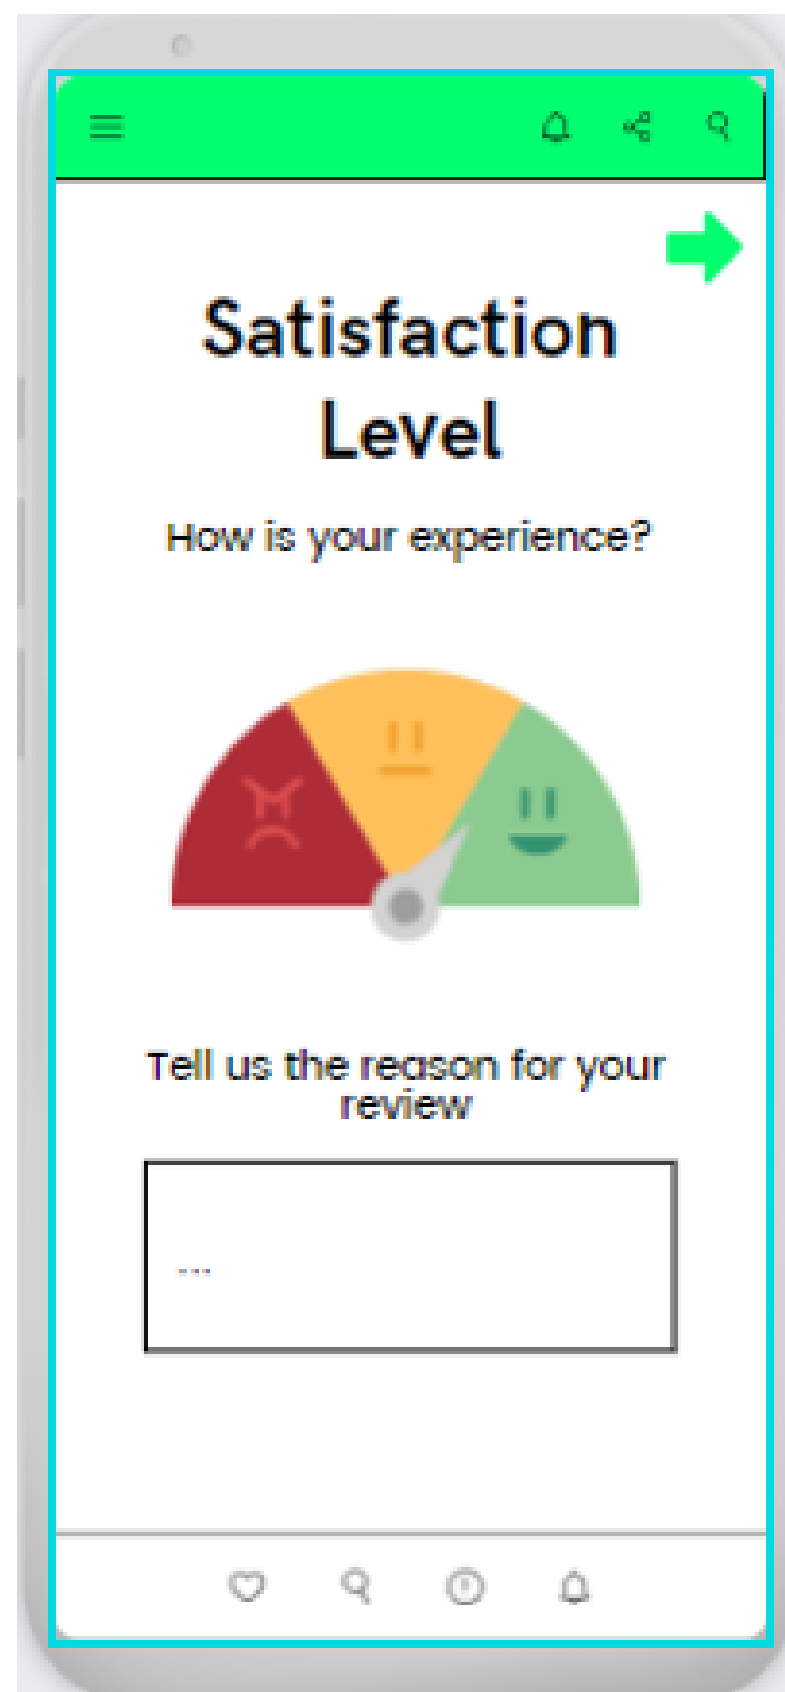 Satisfaction
Level
How is your experience?
Tell us the reason for your
review
...